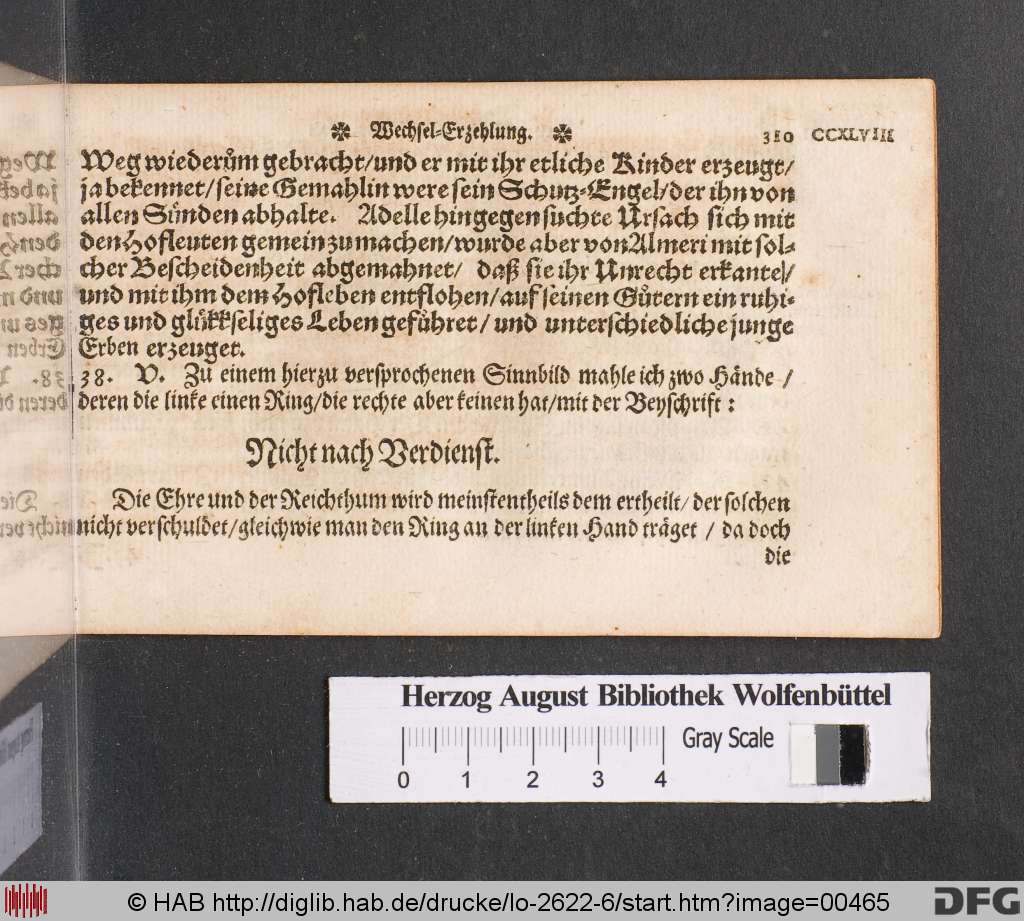 ✼ Wechsel-Erzehlung. ✼ 310 CCXLVIII
Weg wiederům gebracht/und er mit ihr etliche Kinder erzeugt/
ja bekennet/seine Gemahlin were sein Schutz-Engel/der ihn von
allen Sůnden abhalte. Adelle hingegen suchte Ursach sich mit
den Hofleuten gemein zu machen/wurde aber von Almeri mit sol-
cher Bescheidenheit abgemahnet/ daß sie ihr Unrecht erkante/
und mit ihm dem Hofleben entflohen/auf seinen Gůtern ein ruhi-
ges und glůkkseliges Leben gefůhret/ und unterschiedliche junge
Erben erzeuget.
38. V. Zu einem hierzu versprochenen Sinnbild mahle ich zwo Hände/
deren die linke einen Ring/die rechte aber keinen hat/mit der Beyschrift:
Nicht nach Verdienst.
Die Ehre und der Reichthum wird meinstentheils dem ertheilt/ der solchen
nicht verschuldet/gleichwie man den Ring an der linken Hand träget / da doch
die
Herzog August Bibliothek Wolfenbüttel
Gray Scale
0 1 2 3 4
© HAB http://diglib.hab.de/drucke/lo-2622-6/start.htm?image=00465
DFG